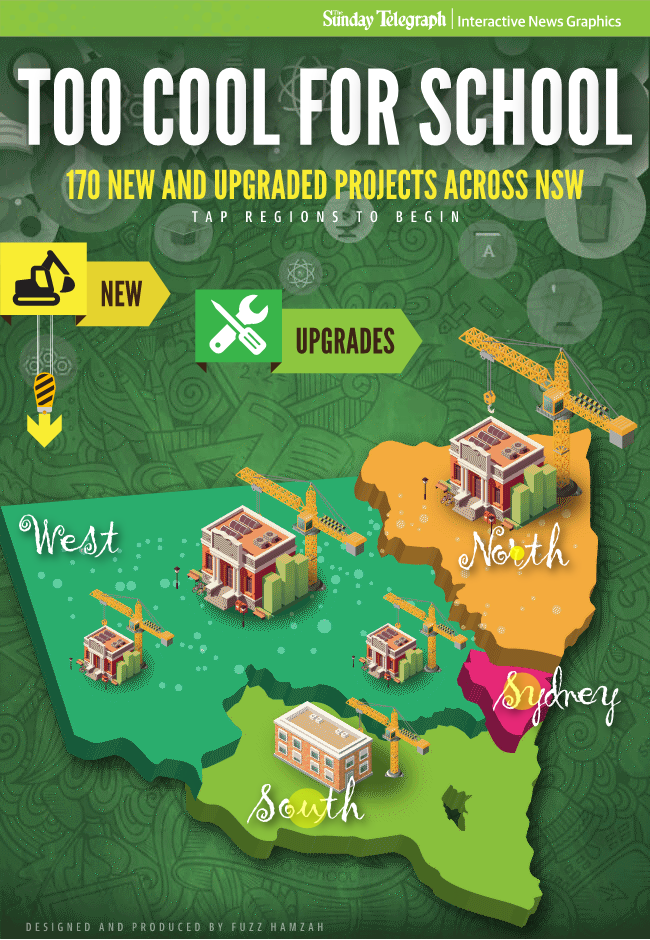 The Sunday Telegraph | Interactive News Graphics
TOO COOL FOR SCHOOL
170 NEW AND UPGRADED PROJECTS ACROSS NSW
TAP REGIONS TO BEGIN
A
NEW
UPGRADES
West
North
Sydney
South
DESIGNED AND PRODUCED BY FUZZ HAMZAH